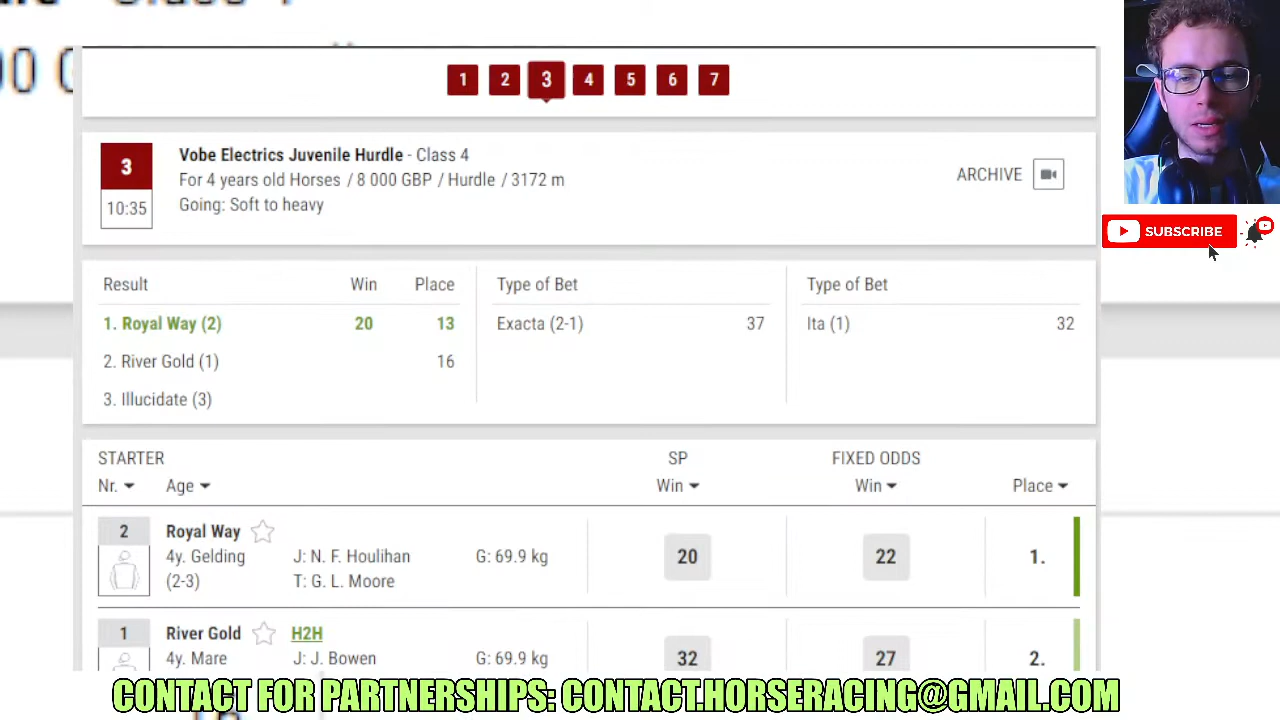 1 2 3 4 5 6 7
3
10:35
Vobe Electrics Juvenile Hurdle - Class 4
For 4 years old Horses / 8 000 GBP / Hurdle / 3172 m
Going: Soft to heavy
ARCHIVE
SUBSCRIBE
Result Win Place
1. Royal Way (2) 20 13
2. River Gold (1) 16
3. Illucidate (3)
Type of Bet
Exacta (2-1) 37
Type of Bet
Ita (1) 32
STARTER SP FIXED ODDS
Nr. Age Win Win Place
2 Royal Way
4y. Gelding J: N. F. Houlihan G: 69.9 kg 20 22 1.
(2-3) T: G. L. Moore
1 River Gold H2H
4y. Mare J: J. Bowen G: 69.9 kg 32 27 2.
CONTACT FOR PARTNERSHIPS: CONTACT.HORSERACING@GMAIL.COM